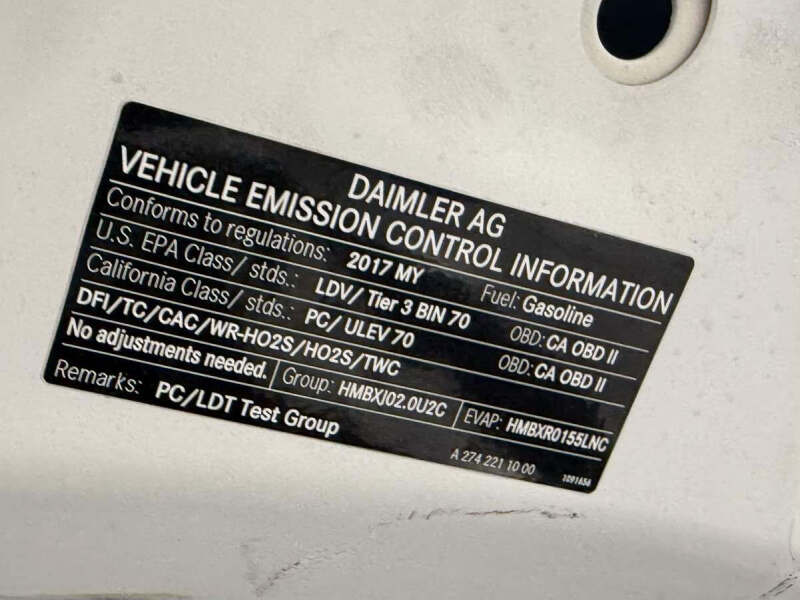 DAIMLER AG
VEHICLE EMISSION CONTROL INFORMATION
Conforms to regulations: 2017 MY Fuel: Gasoline
U.S. EPA Class/ stds.: LDV/ Tier 3 BIN 70 OBD: CA OBD II
California Class/ stds.: PC/ ULEV 70 OBD: CA OBD II
DFI/TC/CAC/WR-HO2S/HO2S/TWC
No adjustments needed. Group: HMBXJ02.0U2C EVAP: HMBXR0155LNC
Remarks: PC/LDT Test Group
A 274 221 10 00